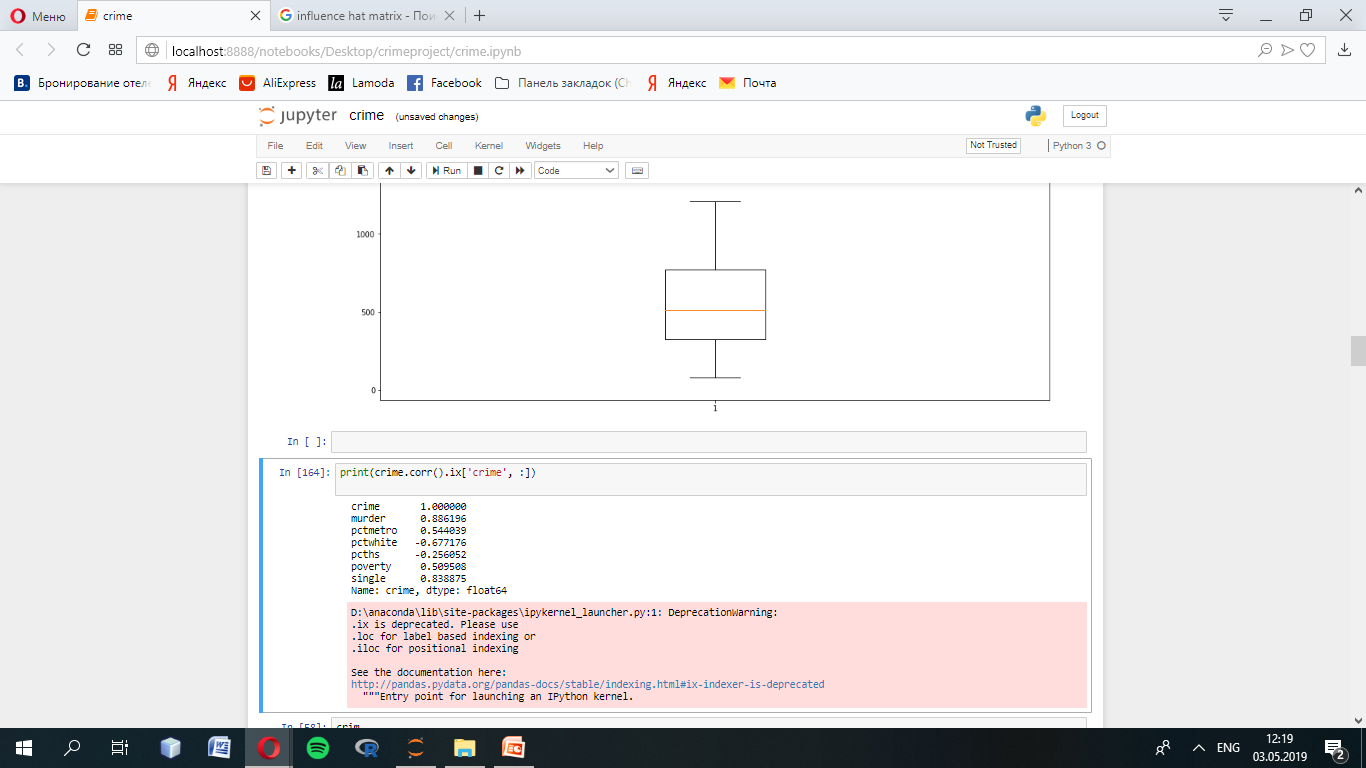 Меню
crime
influence hat matrix - Пои
localhost:8888/notebooks/Desktop/crimeproject/crime.ipynb
B. Бронирование отеле
Я Яндекс
AliExpress
la Lamoda
Facebook
Панель закладок (Ch
Я Яндекс
Почта
jupyter crime (unsaved changes)
Logout
File Edit View Insert Cell Kernel Widgets Help
Not Trusted
Python 3
Run
Code
1000
500
0
1
In [ ]:
In [164]: print(crime.corr().ix['crime', :])
crime 1.000000
murder 0.886196
pctmetro 0.544039
pctwhite -0.677176
pcths -0.256052
poverty 0.509508
single 0.838875
Name: crime, dtype: float64
D:\anaconda\lib\site-packages\ipykernel_launcher.py:1: DeprecationWarning:
.ix is deprecated. Please use
.loc for label based indexing or
.iloc for positional indexing
See the documentation here:
http://pandas.pydata.org/pandas-docs/stable/indexing.html#ix-indexer-is-deprecated
"""Entry point for launching an IPython kernel.
In [58]: crim
W
R
ENG
12:19
03.05.2019
2